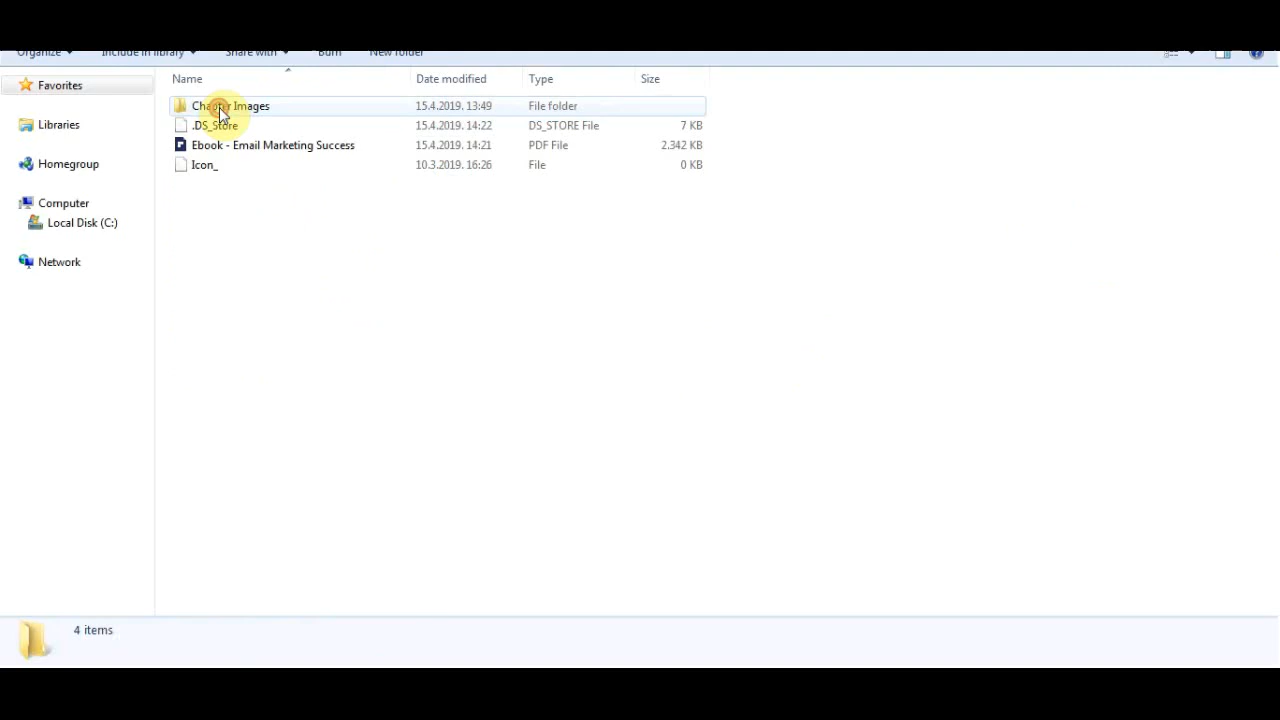 Organize Include in library Share with Burn New folder
Name Date modified Type Size
Favorites
Chapter Images 15.4.2019. 13:49 File folder
Libraries
.DS_Store 15.4.2019. 14:22 DS_STORE File 7 KB
Ebook - Email Marketing Success 15.4.2019. 14:21 PDF File 2.342 KB
Homegroup
Icon_ 10.3.2019. 16:26 File 0 KB
Computer
Local Disk (C:)
Network
4 items